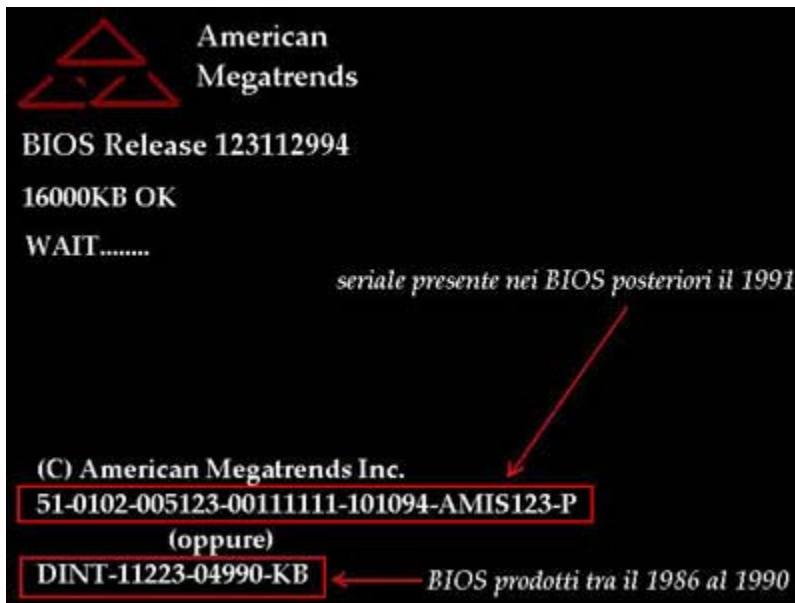 American
Megatrends
BIOS Release 123112994
16000KB OK
WAIT........
seriale presente nei BIOS posteriori il 1991
(C) American Megatrends Inc.
51-0102-005123-00111111-101094-AMIS123-P
(oppure)
DINT-11223-04990-KB
BIOS prodotti tra il 1986 al 1990